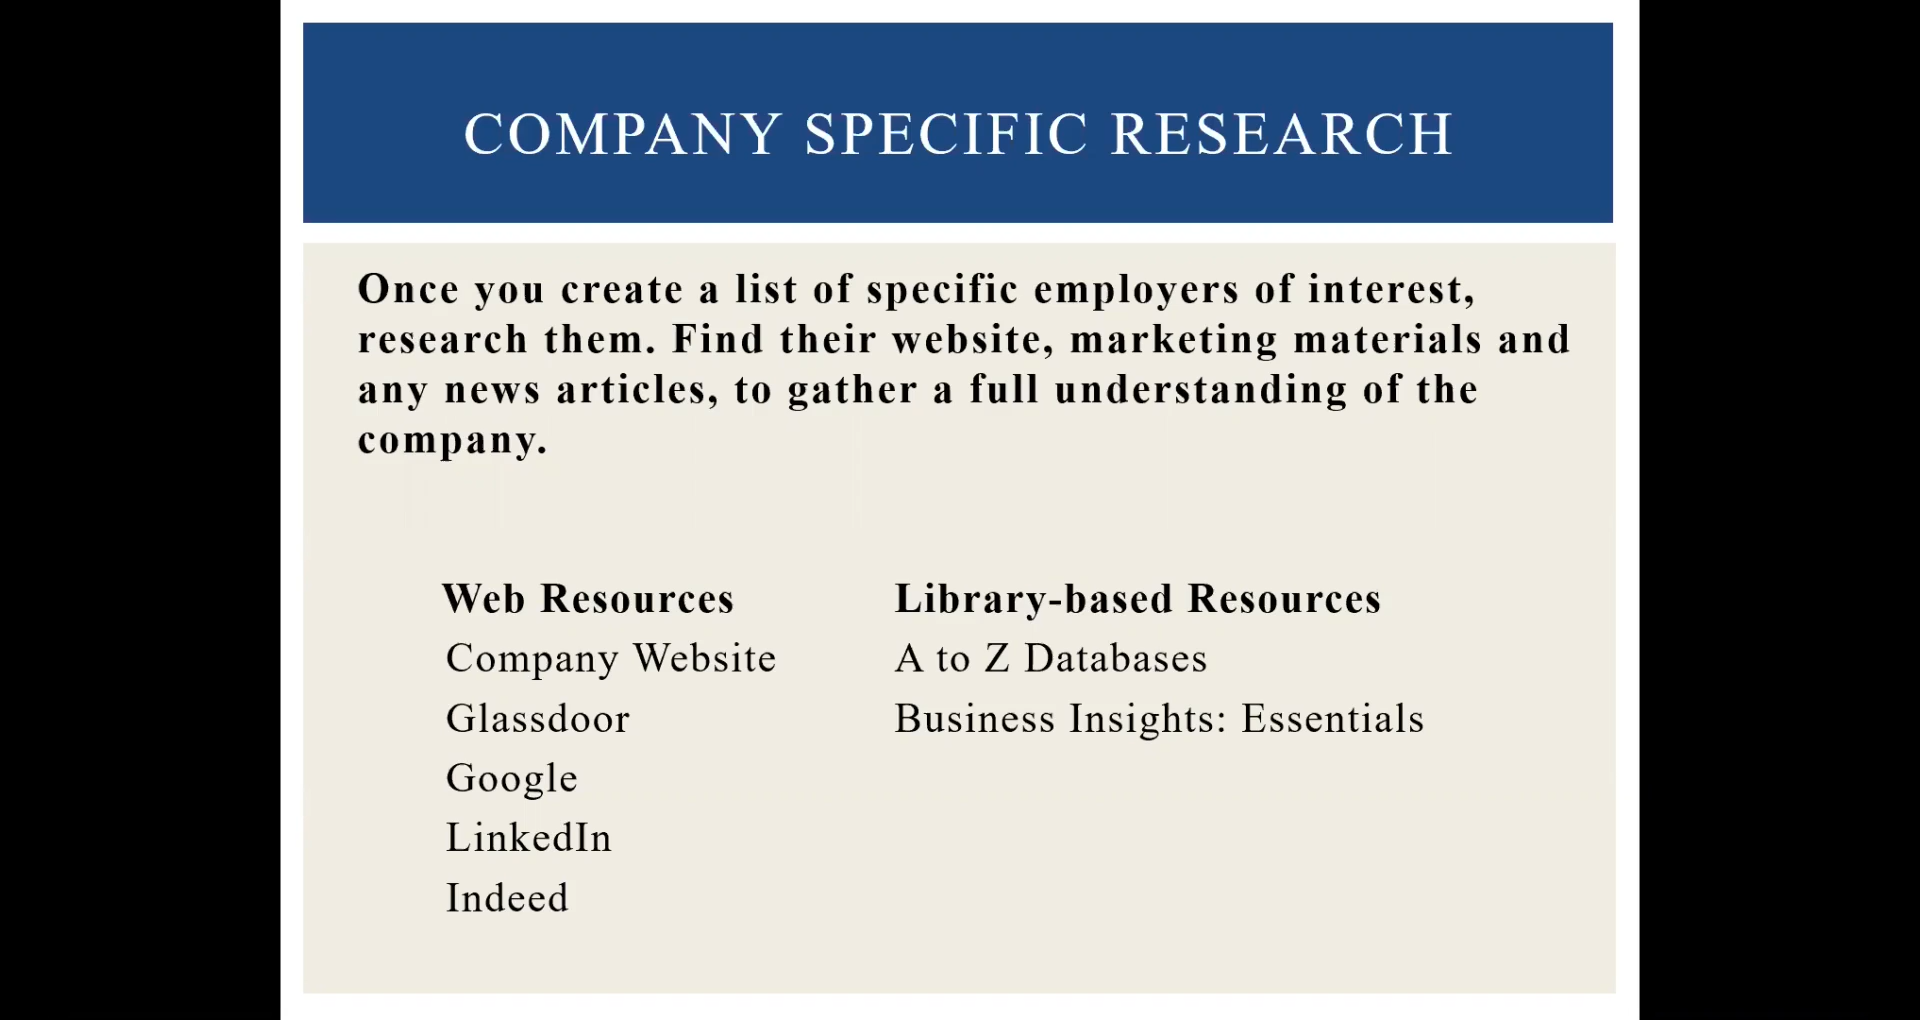 COMPANY SPECIFIC RESEARCH
Once you create a list of specific employers of interest,
research them. Find their website, marketing materials and
any news articles, to gather a full understanding of the
company.
Web Resources
Company Website
Glassdoor
Google
LinkedIn
Indeed
Library-based Resources
A to Z Databases
Business Insights: Essentials